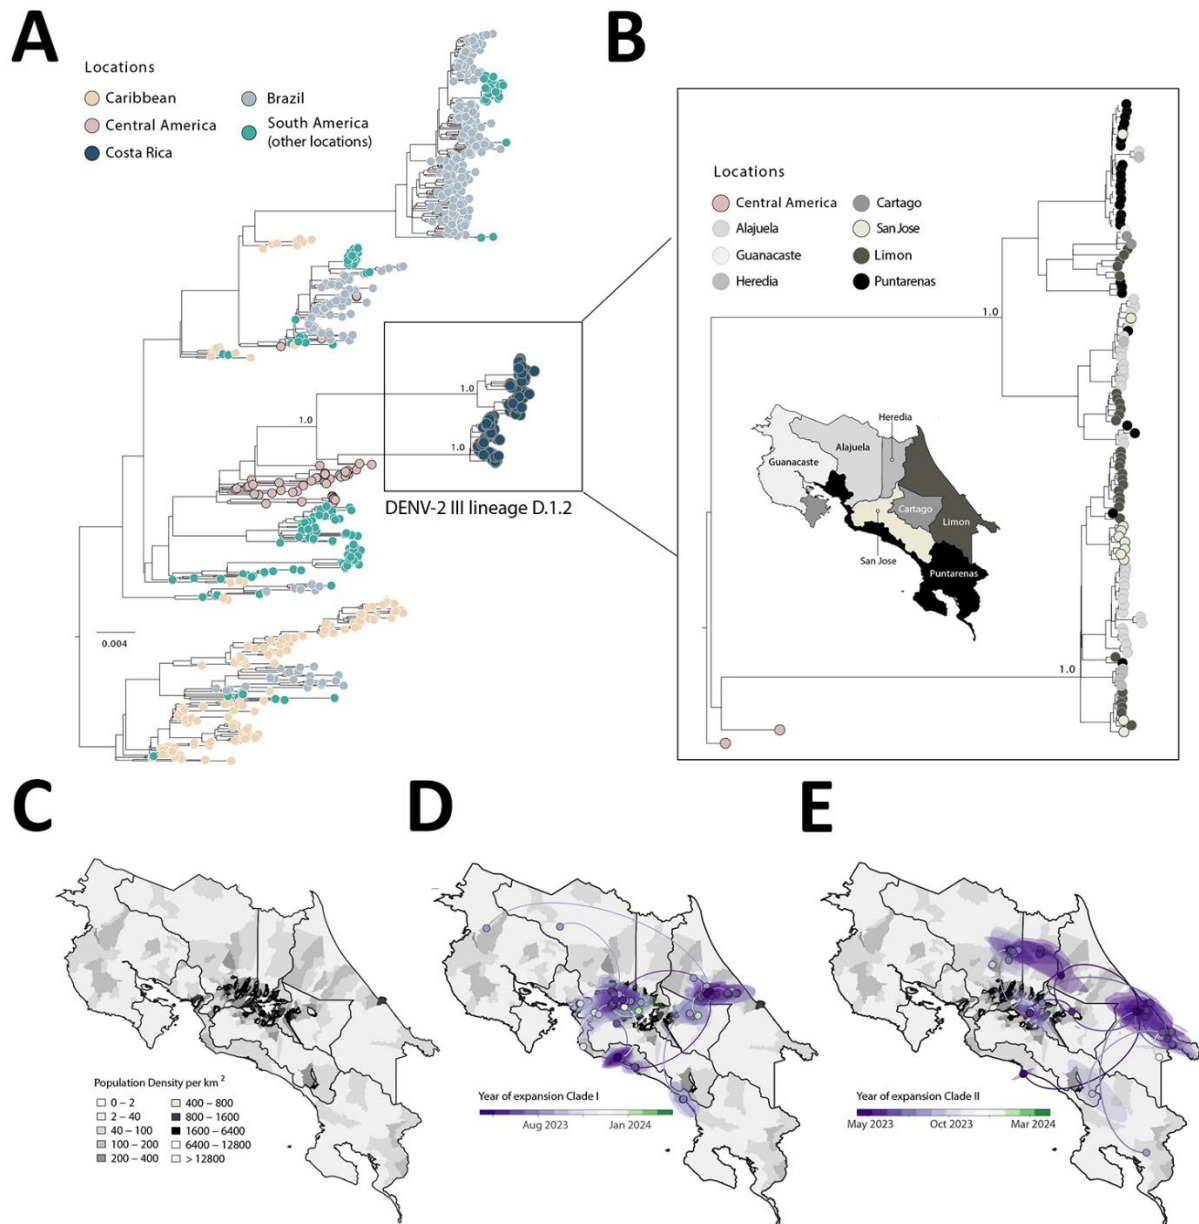 A
Locations
Caribbean
Central America
Costa Rica
Brazil
South America
(other locations)
1.0
1.0
1.0
DENV-2 III lineage D.1.2
0.004
B
Locations
Central America
Alajuela
Guanacaste
Heredia
Cartago
San Jose
Limon
Puntarenas
1.0
Heredia
Alajuela
Guanacaste
Cartago
Limon
San Jose
Puntarenas
1.0
C
Population Density per km 2
0 – 2
2 – 40
40 – 100
100 – 200
200 – 400
400 – 800
800 – 1600
1600 – 6400
6400 – 12800
> 12800
D
Year of expansion Clade I
Aug 2023
Jan 2024
E
Year of expansion Clade II
May 2023
Oct 2023
Mar 2024